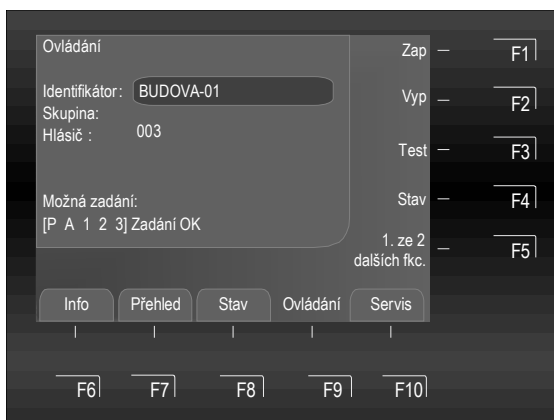 Ovládání
Identifikátor: BUDOVA-01
Skupina:
Hlásič : 003
Možná zadání:
[P A 1 2 3] Zadání OK
Zap F1
Vyp F2
Test F3
Stav F4
1. ze 2
dalších fkc. F5
Info Přehled Stav Ovládání Servis
F6 F7 F8 F9 F10